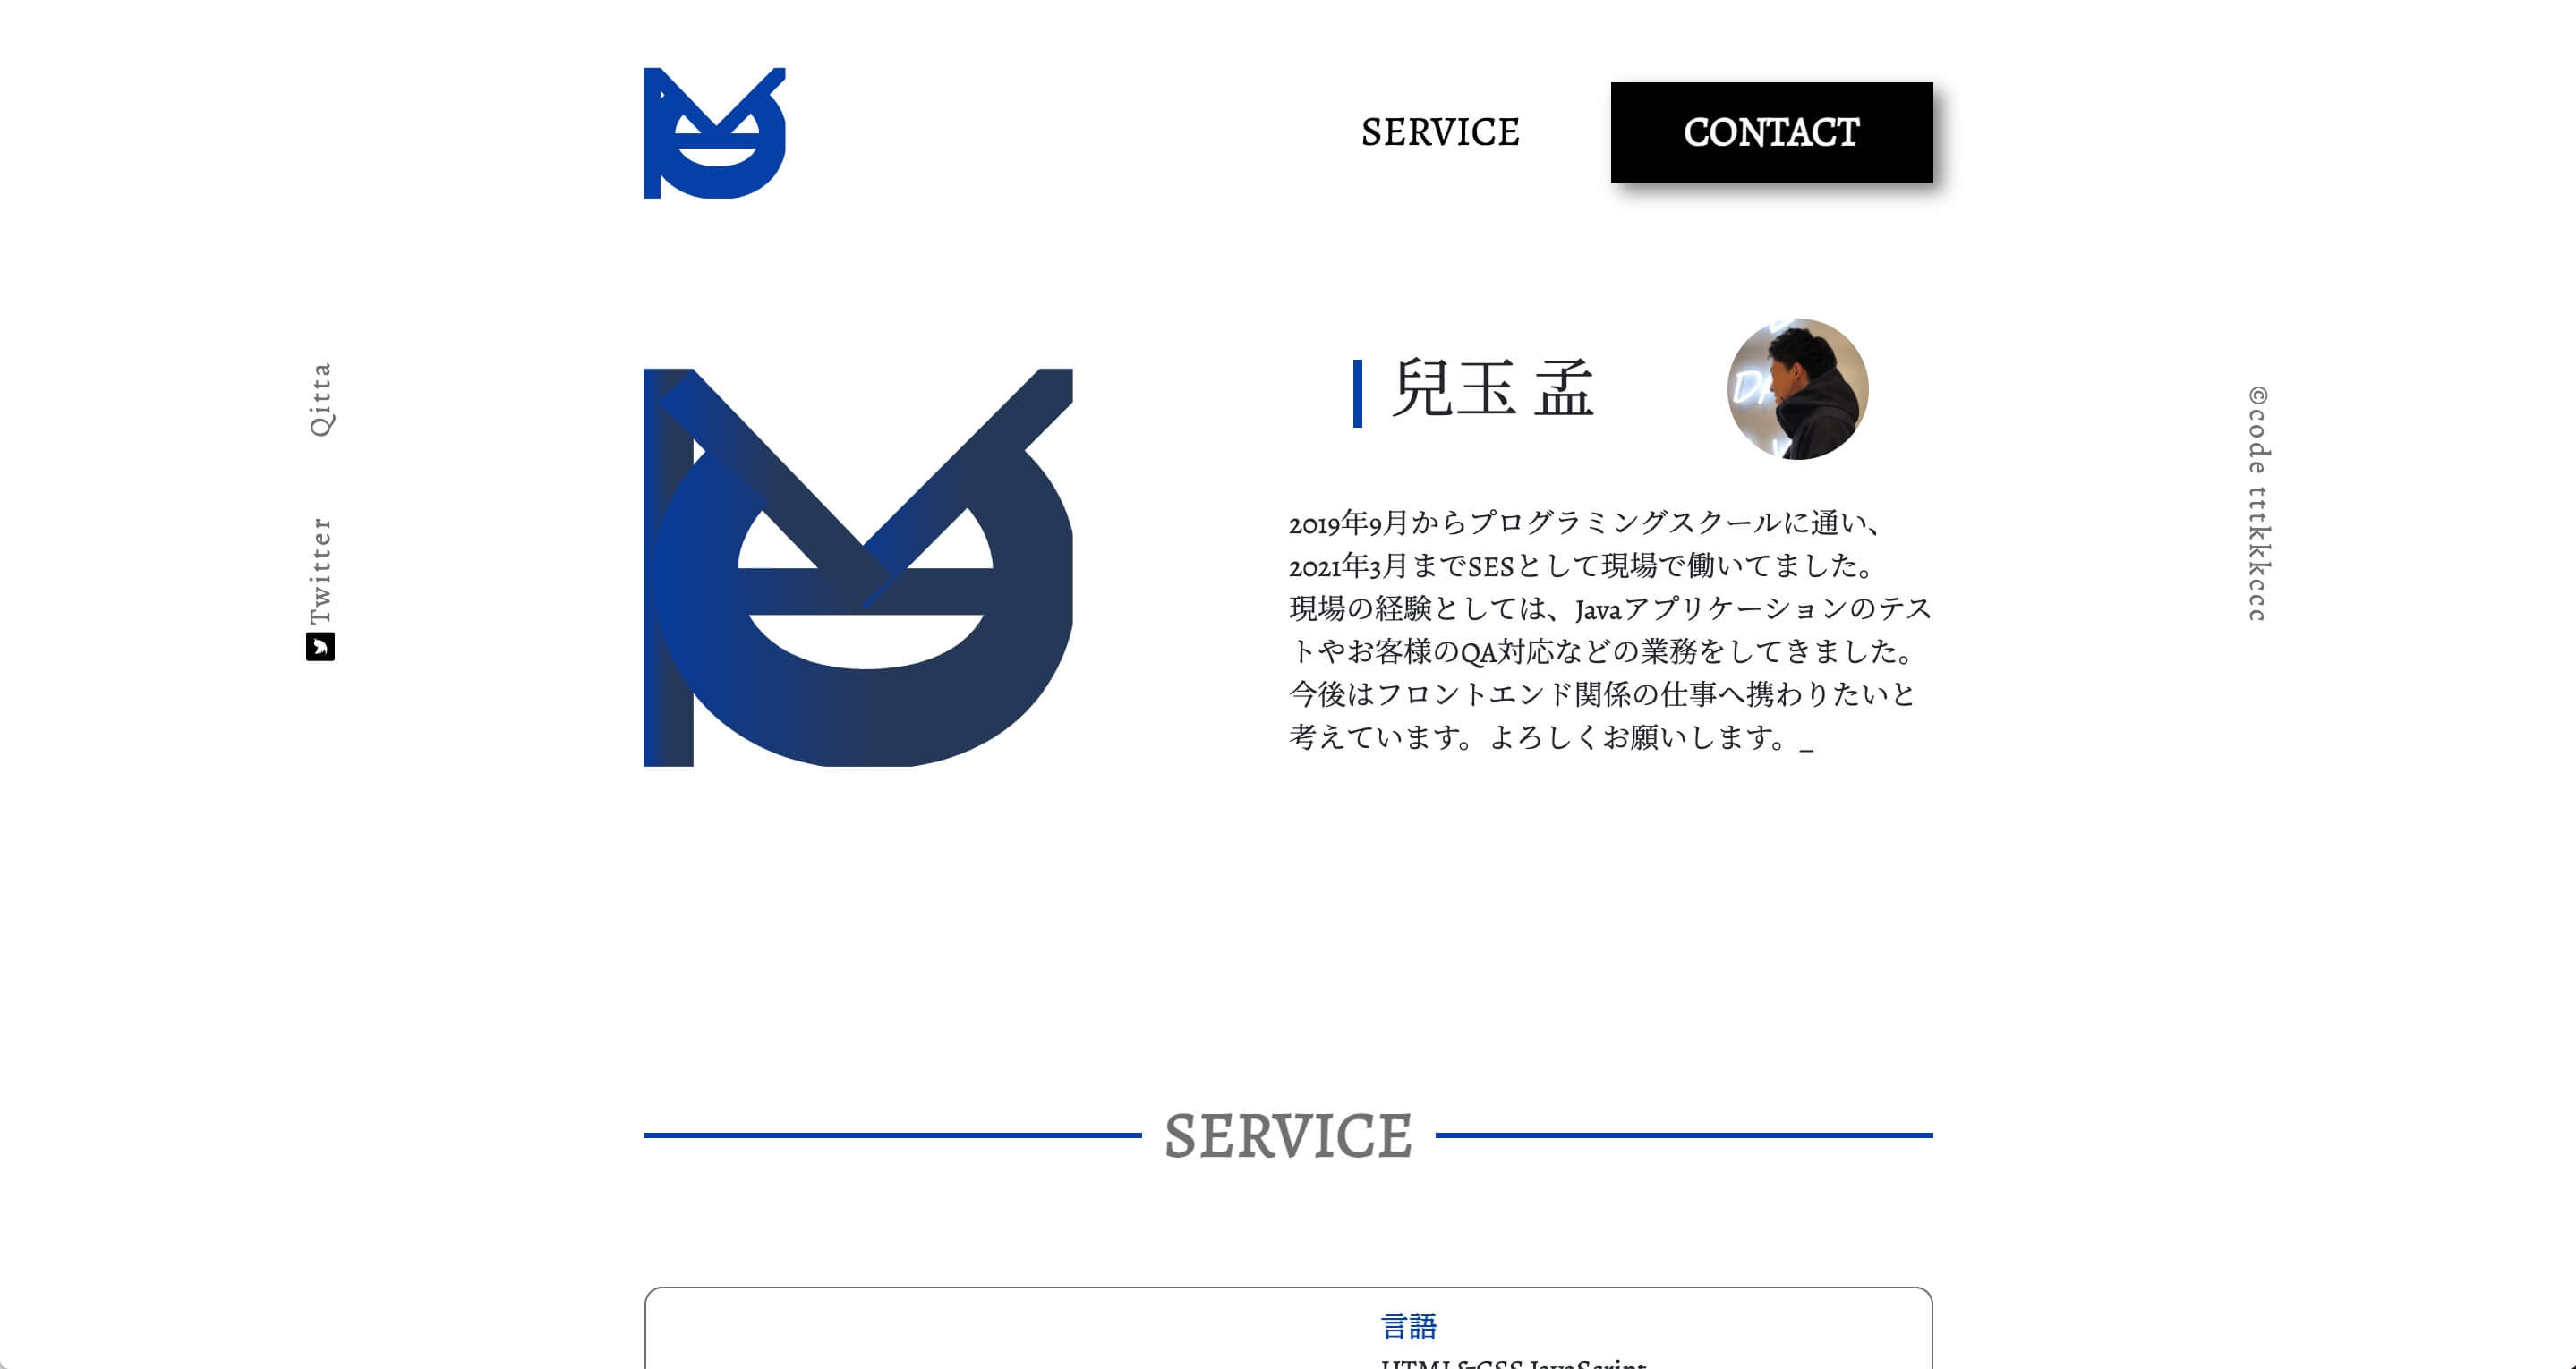 SERVICE
CONTACT
兒玉 孟
2019年9月からプログラミングスクールに通い、
2021年3月までSESとして現場で働いてました。
現場の経験としては、Javaアプリケーションのテス
トやお客様のQA対応などの業務をしてきました。
今後はフロントエンド関係の仕事へ携わりたいと
考えています。よろしくお願いします。_
Qitta
Twitter
©code tttkkkccc
SERVICE
言語
HTML&CSS JavaScript